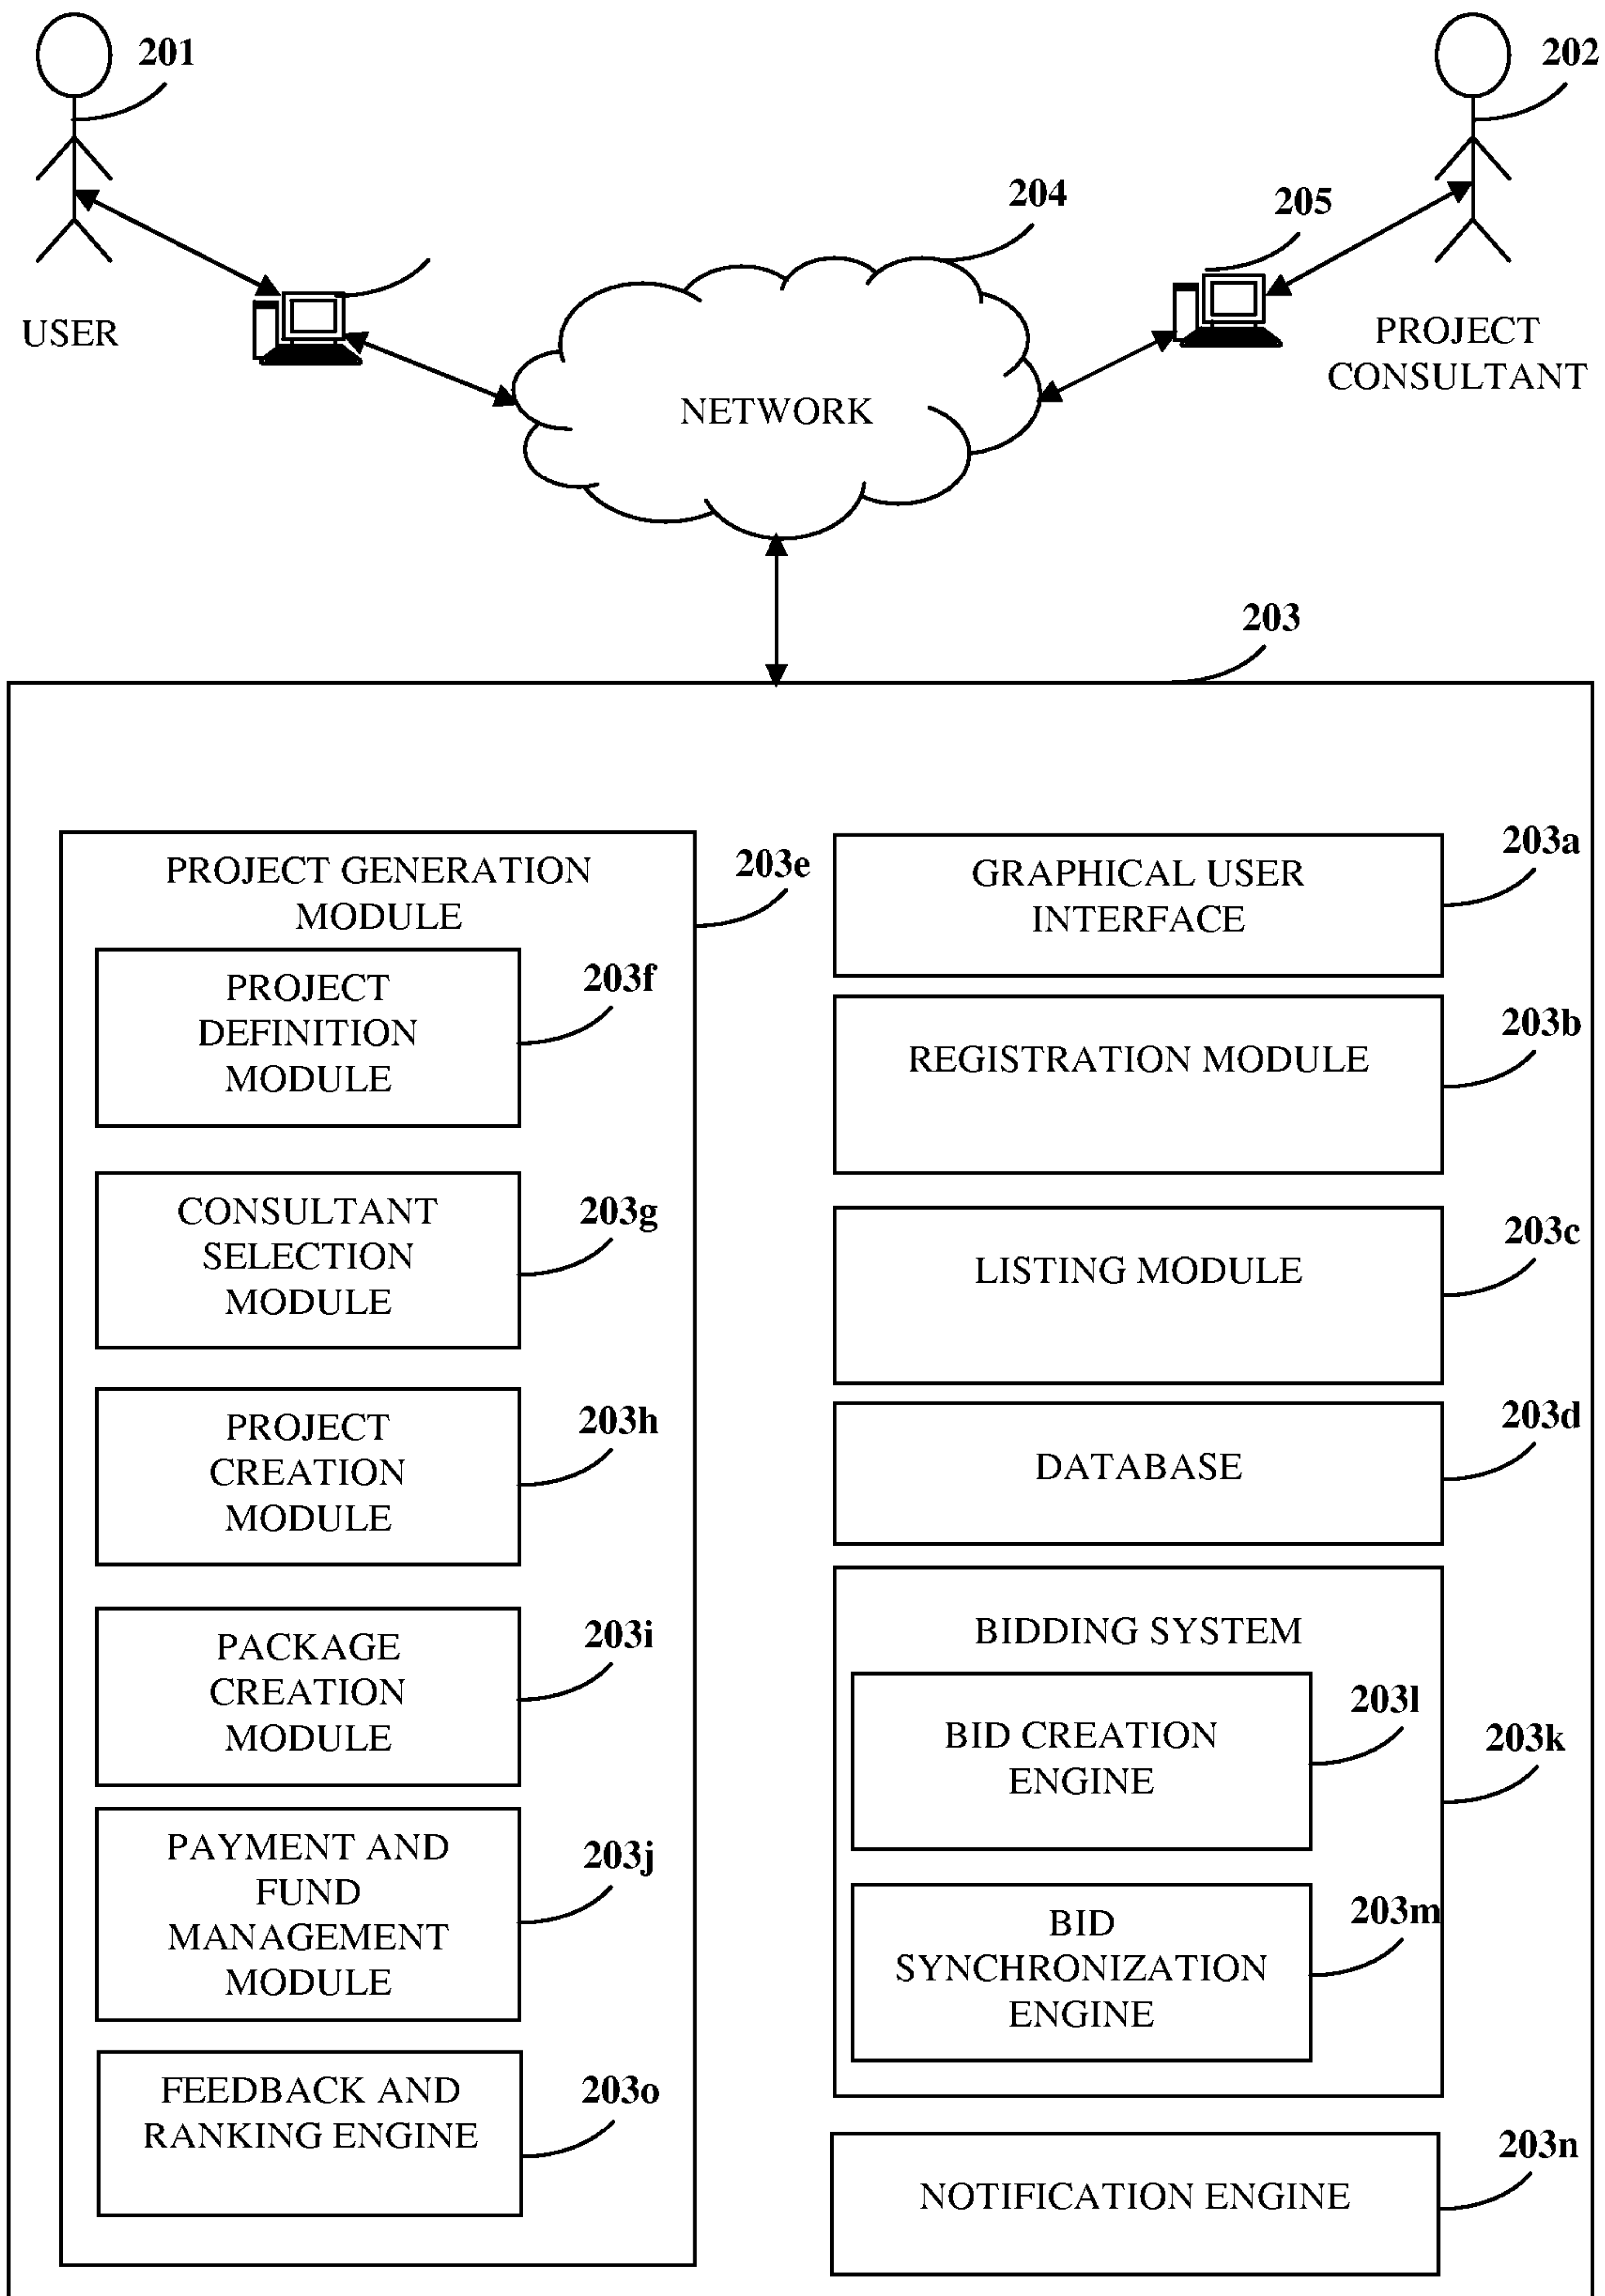 201
202
204
205
USER
PROJECT
CONSULTANT
NETWORK
203
PROJECT GENERATION
MODULE
203e
PROJECT
DEFINITION
MODULE
203f
CONSULTANT
SELECTION
MODULE
203g
PROJECT
CREATION
MODULE
203h
PACKAGE
CREATION
MODULE
203i
PAYMENT AND
FUND
MANAGEMENT
MODULE
203j
FEEDBACK AND
RANKING ENGINE
203o
GRAPHICAL USER
INTERFACE
203a
REGISTRATION MODULE
203b
LISTING MODULE
203c
DATABASE
203d
BIDDING SYSTEM
203k
BID CREATION
ENGINE
203l
BID
SYNCHRONIZATION
ENGINE
203m
NOTIFICATION ENGINE
203n